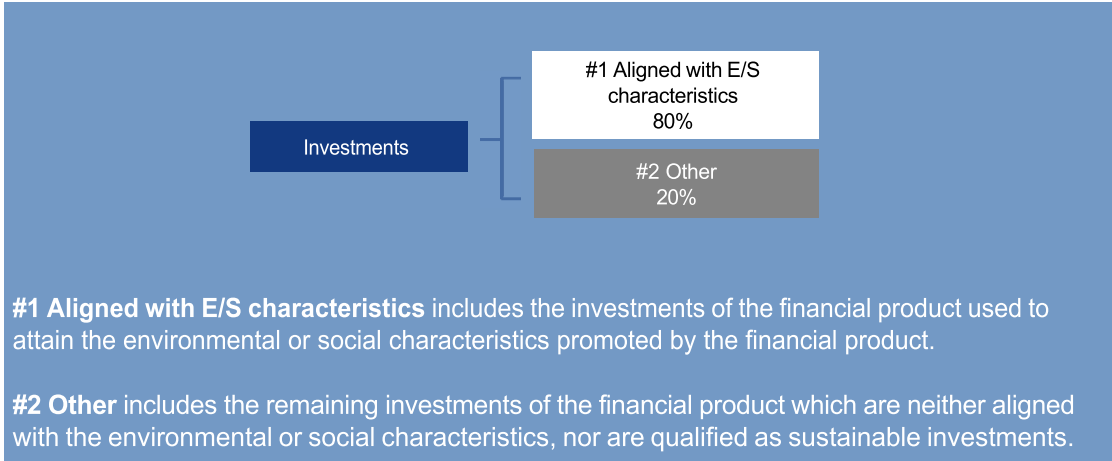 #1 Aligned with E/S
characteristics
80%
Investments
#2 Other
20%
#1 Aligned with E/S characteristics includes the investments of the financial product used to
attain the environmental or social characteristics promoted by the financial product.
#2 Other includes the remaining investments of the financial product which are neither aligned
with the environmental or social characteristics, nor are qualified as sustainable investments.